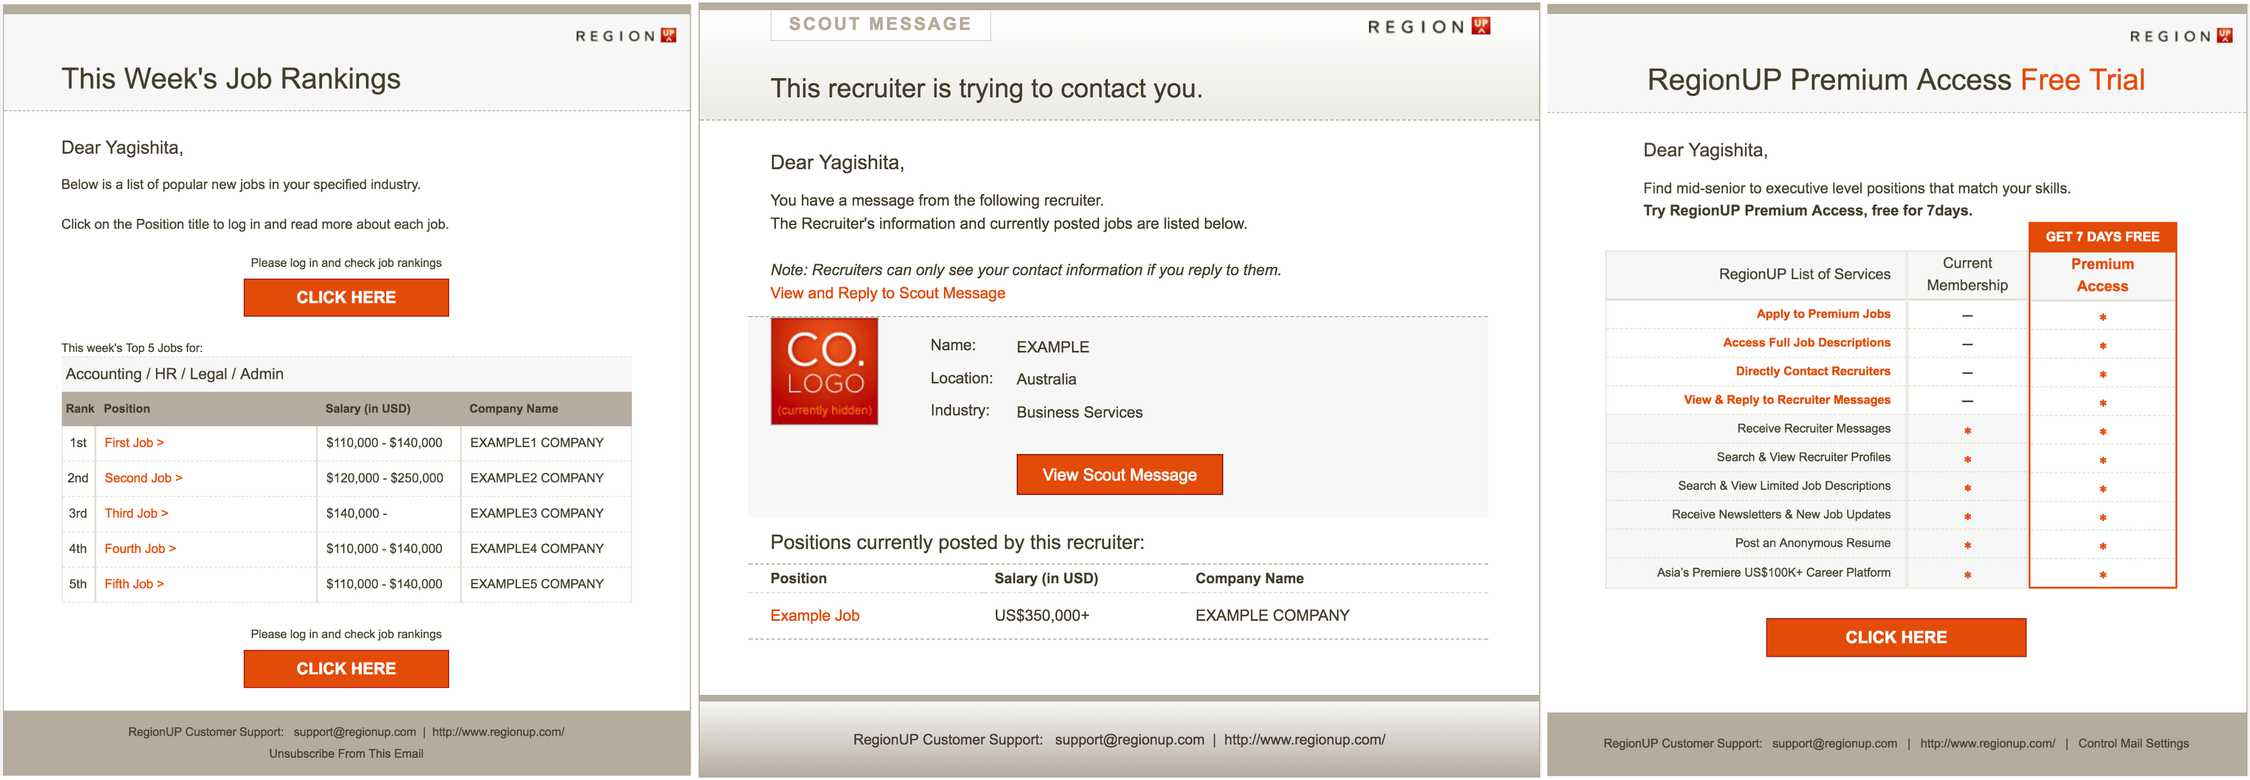 REGION UP
This Week's Job Rankings
Dear Yagishita,
Below is a list of popular new jobs in your specified industry.
Click on the Position title to log in and read more about each job.
Please log in and check job rankings
CLICK HERE
This week's Top 5 Jobs for:
Accounting / HR / Legal / Admin
Rank Position Salary (in USD) Company Name
1st First Job > $110,000 - $140,000 EXAMPLE1 COMPANY
2nd Second Job > $120,000 - $250,000 EXAMPLE2 COMPANY
3rd Third Job > $140,000 - EXAMPLE3 COMPANY
4th Fourth Job > $110,000 - $140,000 EXAMPLE4 COMPANY
5th Fifth Job > $110,000 - $140,000 EXAMPLE5 COMPANY
Please log in and check job rankings
CLICK HERE
RegionUP Customer Support: support@regionup.com | http://www.regionup.com/
Unsubscribe From This Email
SCOUT MESSAGE
REGION UP
This recruiter is trying to contact you.
Dear Yagishita,
You have a message from the following recruiter.
The Recruiter's information and currently posted jobs are listed below.
Note: Recruiters can only see your contact information if you reply to them.
View and Reply to Scout Message
CO.
LOGO
(currently hidden)
Name: EXAMPLE
Location: Australia
Industry: Business Services
View Scout Message
Positions currently posted by this recruiter:
Position Salary (in USD) Company Name
Example Job US$350,000+ EXAMPLE COMPANY
RegionUP Customer Support: support@regionup.com | http://www.regionup.com/
REGION UP
RegionUP Premium Access Free Trial
Dear Yagishita,
Find mid-senior to executive level positions that match your skills.
Try RegionUP Premium Access, free for 7days.
GET 7 DAYS FREE
RegionUP List of Services Current Membership Premium Access
Apply to Premium Jobs — *
Access Full Job Descriptions — *
Directly Contact Recruiters — *
View & Reply to Recruiter Messages — *
Receive Recruiter Messages * *
Search & View Recruiter Profiles * *
Search & View Limited Job Descriptions * *
Receive Newsletters & New Job Updates * *
Post an Anonymous Resume * *
Asia's Premiere US$100K+ Career Platform * *
CLICK HERE
RegionUP Customer Support: support@regionup.com | http://www.regionup.com/ | Control Mail Settings